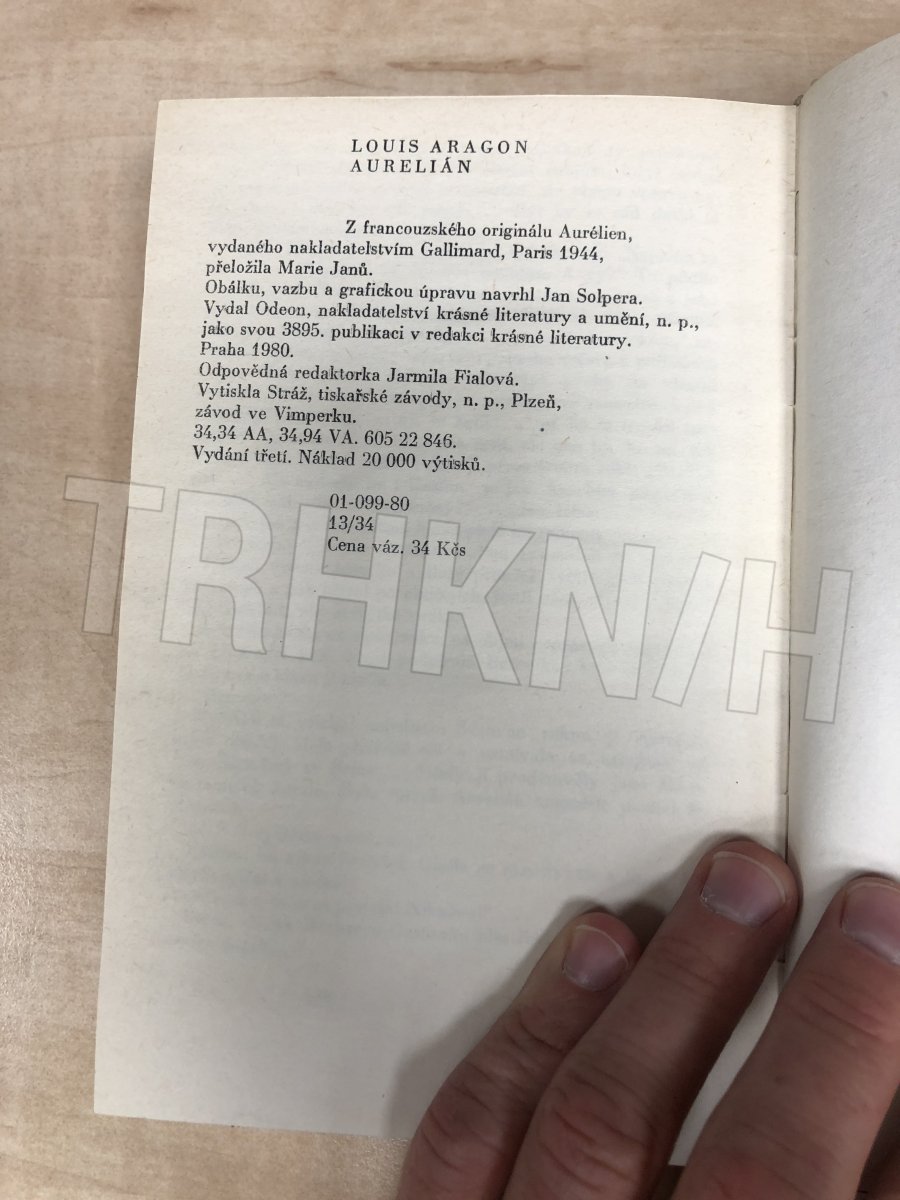 LOUIS ARAGON
AURELIÁN
Z francouzského originálu Aurélien,
vydaného nakladatelstvím Gallimard, Paris 1944,
přeložila Marie Janů.
Obálku, vazbu a grafickou úpravu navrhl Jan Solpera.
Vydal Odeon, nakladatelství krásné literatury a umění, n. p.,
jako svou 3895. publikaci v redakci krásné literatury.
Praha 1980.
Odpovědná redaktorka Jarmila Fialová.
Vytiskla Stráž, tiskařské závody, n. p., Plzeň,
závod ve Vimperku.
34,34 AA, 34,94 VA. 605 22 846.
Vydání třetí. Náklad 20 000 výtisků.
01-099-80
13/34
Cena váz. 34 Kčs
TRHKN/H